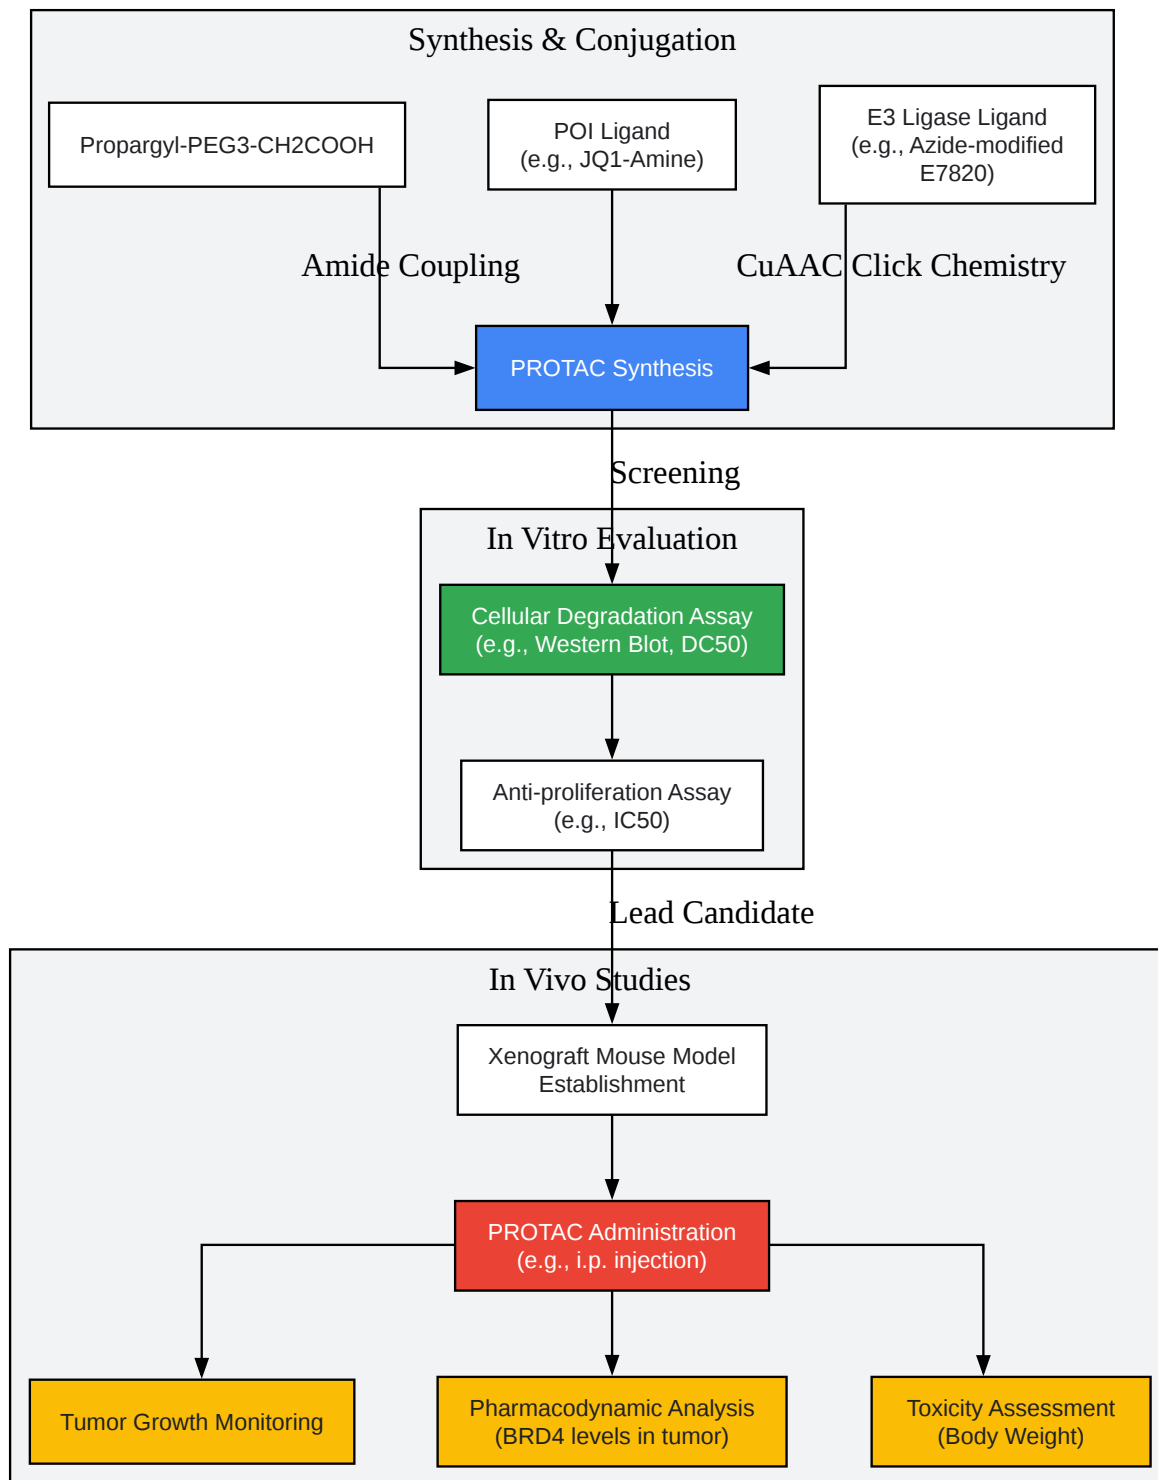 Synthesis & Conjugation
Propargyl-PEG3-CH2COOH
POI Ligand
(e.g., JQ1-Amine)
E3 Ligase Ligand
(e.g., Azide-modified
E7820)
Amide Coupling
CuAAC Click Chemistry
PROTAC Synthesis
Screening
In Vitro Evaluation
Cellular Degradation Assay
(e.g., Western Blot, DC50)
Anti-proliferation Assay
(e.g., IC50)
Lead Candidate
In Vivo Studies
Xenograft Mouse Model
Establishment
PROTAC Administration
(e.g., i.p. injection)
Tumor Growth Monitoring
Pharmacodynamic Analysis
(BRD4 levels in tumor)
Toxicity Assessment
(Body Weight)